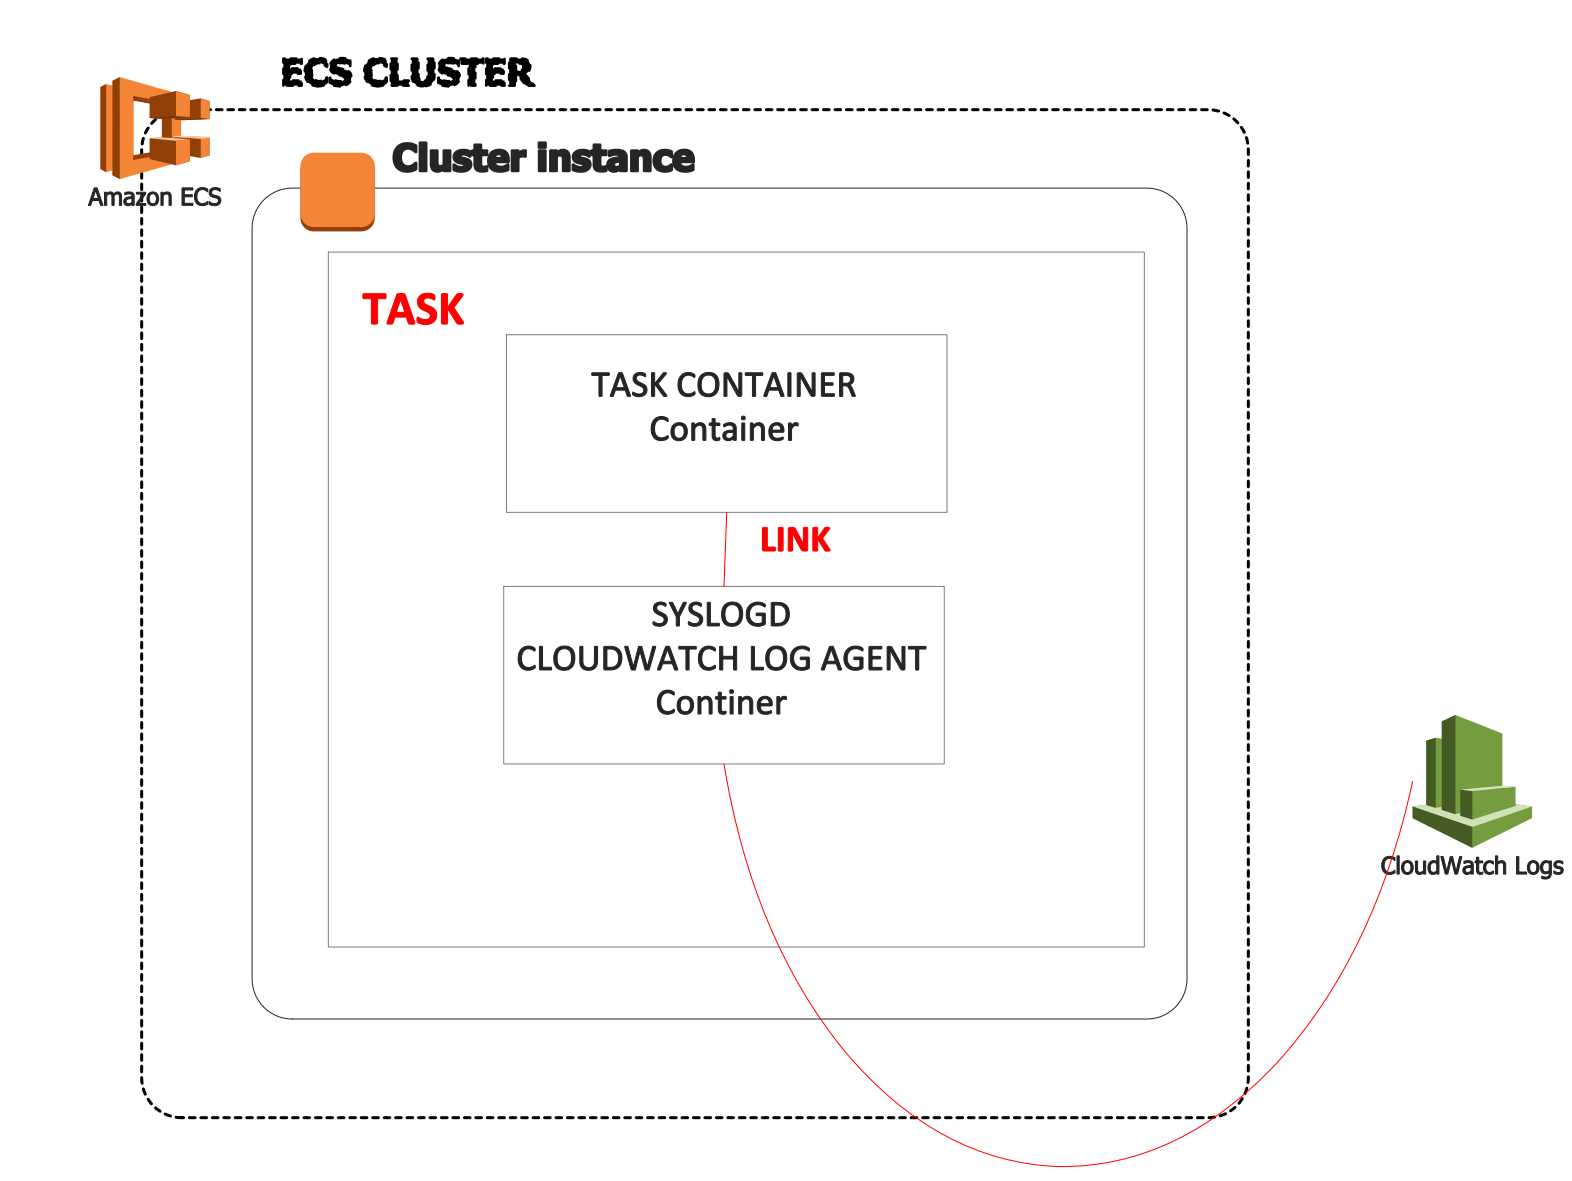 ECS CLUSTER
Amazon ECS
Cluster instance
TASK
TASK CONTAINER
Container
LINK
SYSLOGD
CLOUDWATCH LOG AGENT
Continer
CloudWatch Logs